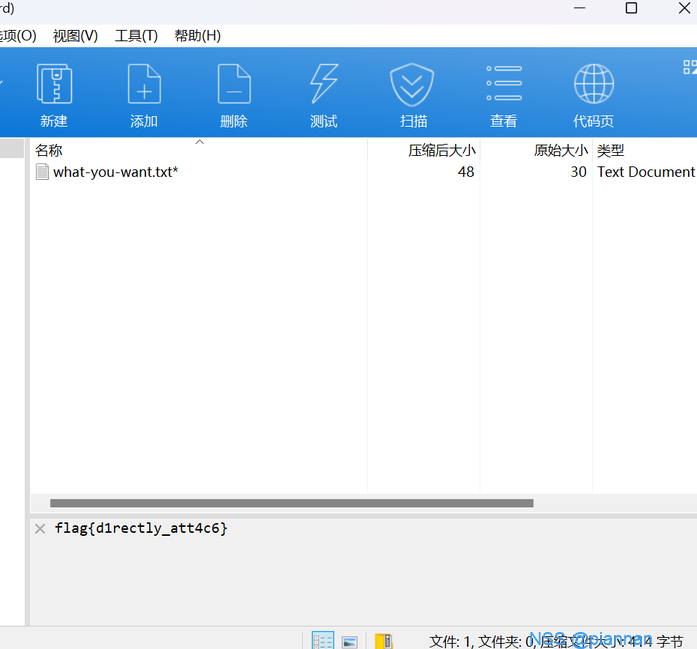 rd)
选项(O) 视图(V) 工具(T) 帮助(H)
新建 添加 删除 测试 扫描 查看 代码页
名称 压缩后大小 原始大小 类型
what-you-want.txt* 48 30 Text Document
flag{d1rectly_att4c6}
文件: 1, 文件夹: 0, 压缩文件大小: 414 字节